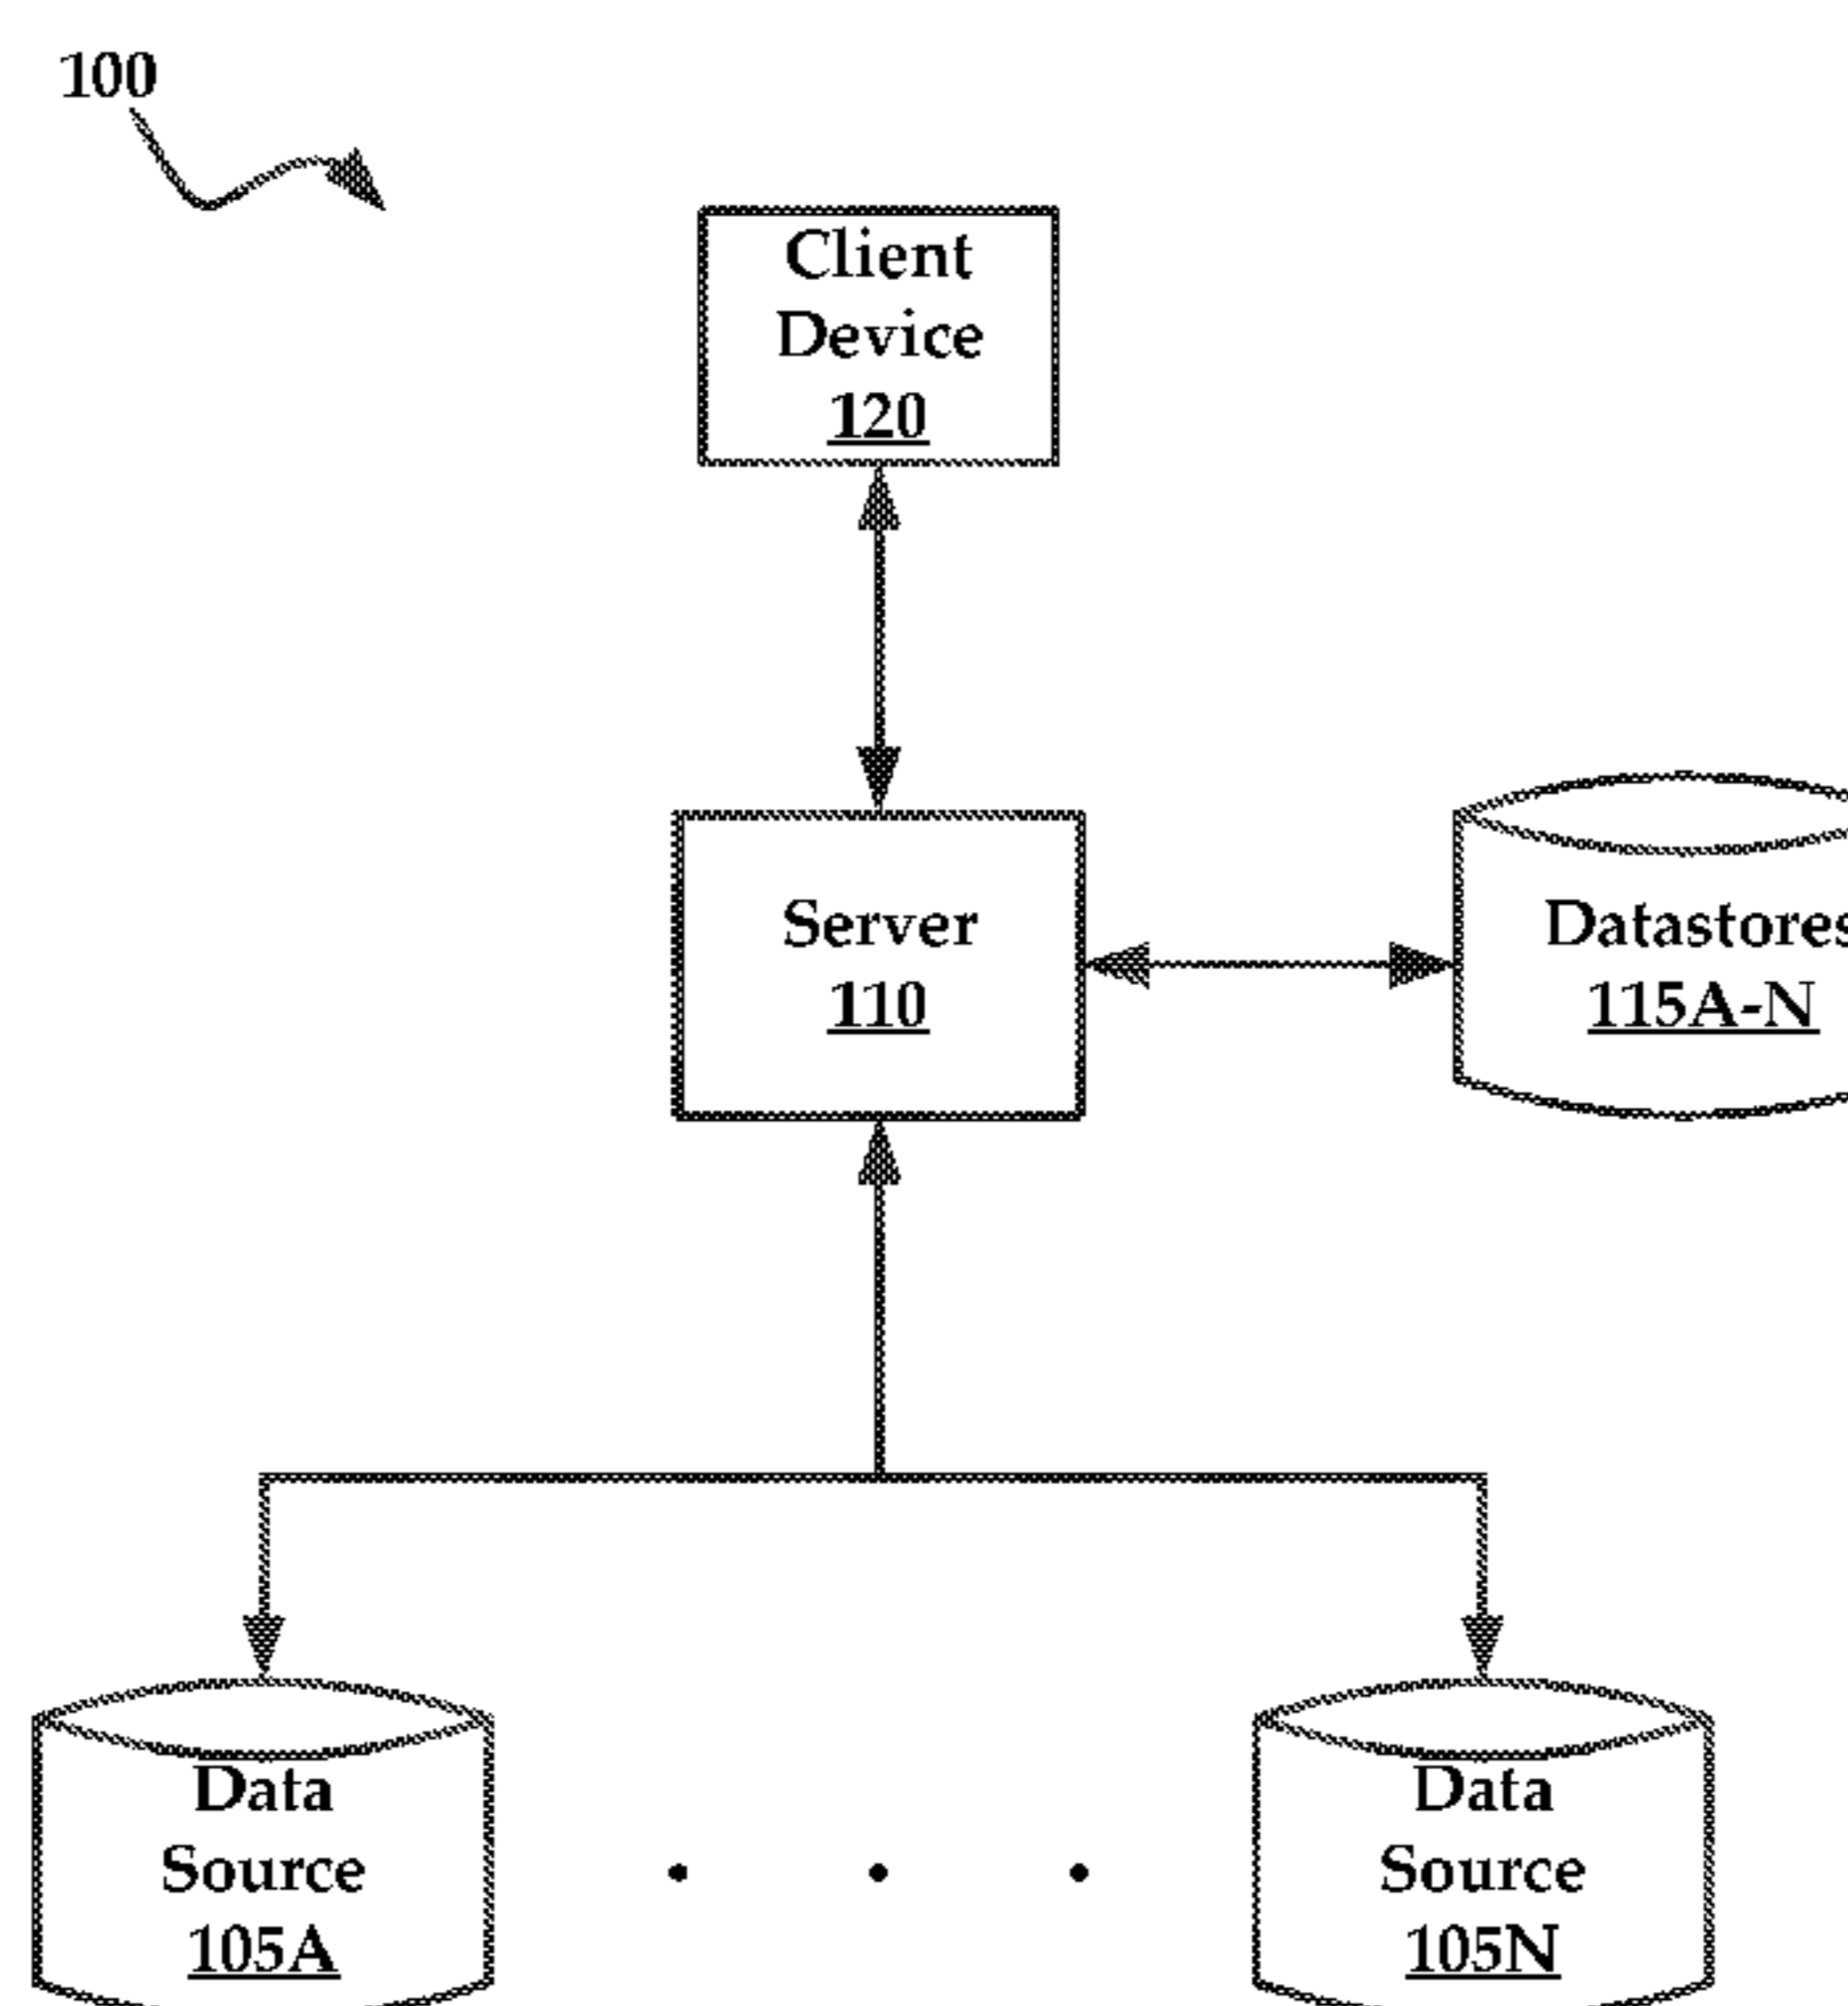 100
Client
Device
120
Server
110
Datastores
115A-N
Data
Source
105A
Data
Source
105N